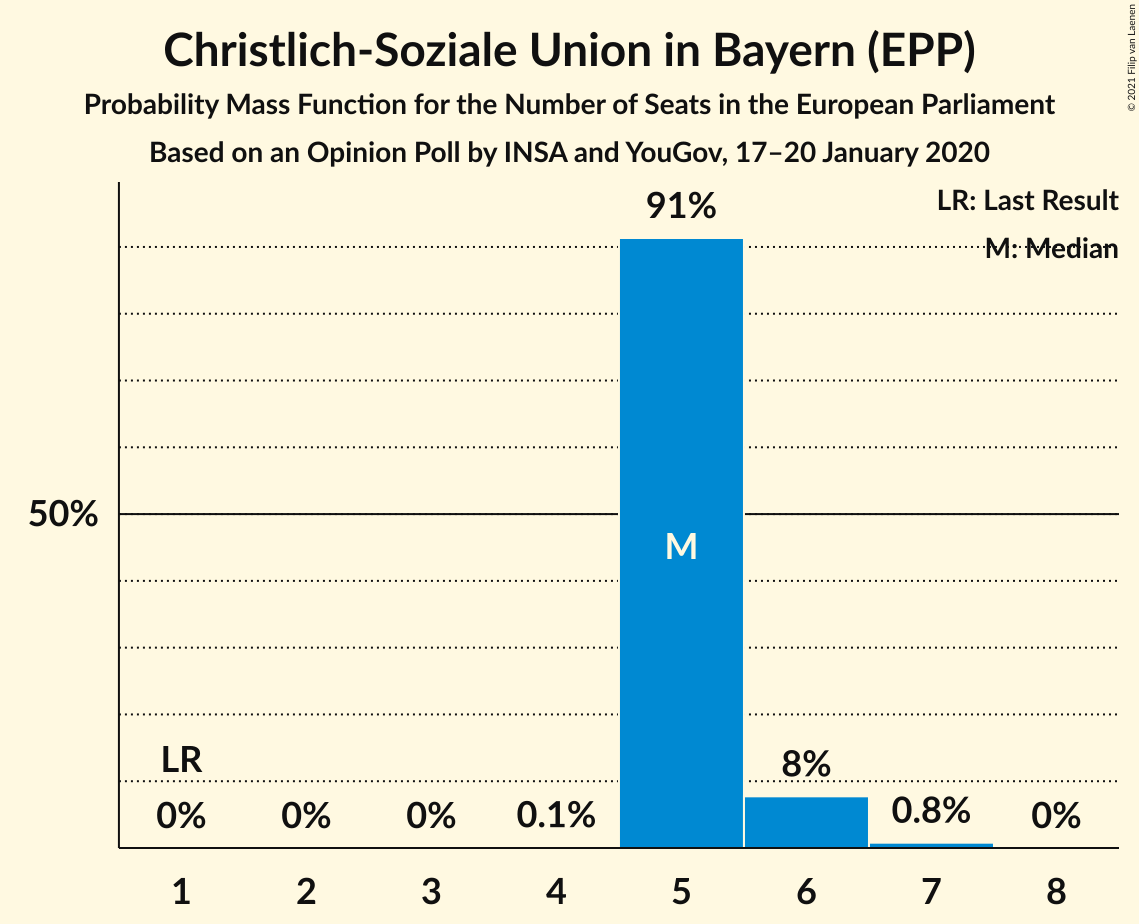 Christlich-Soziale Union in Bayern (EPP)
Probability Mass Function for the Number of Seats in the European Parliament
Based on an Opinion Poll by INSA and YouGov, 17–20 January 2020
© 2021 Filip van Laenen
LR: Last Result
M: Median
91%
50%
M
LR
8%
0% 0% 0% 0.1% 0.8% 0%
1 2 3 4 5 6 7 8